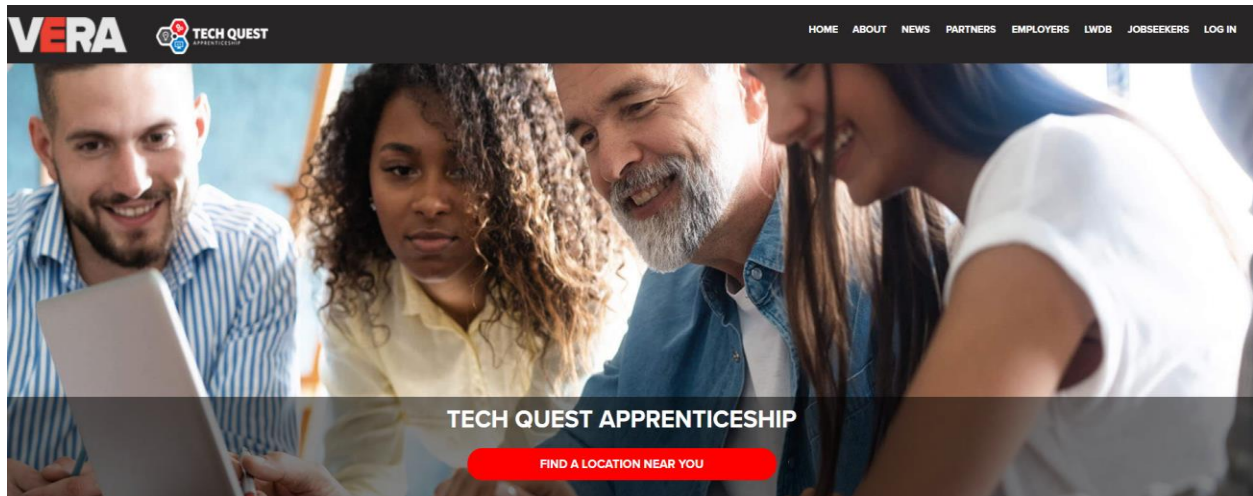 VERA
TECH QUEST
APPRENTICESHIP
HOME ABOUT NEWS PARTNERS EMPLOYERS LWDB JOBSEEKERS LOG IN
TECH QUEST APPRENTICESHIP
FIND A LOCATION NEAR YOU